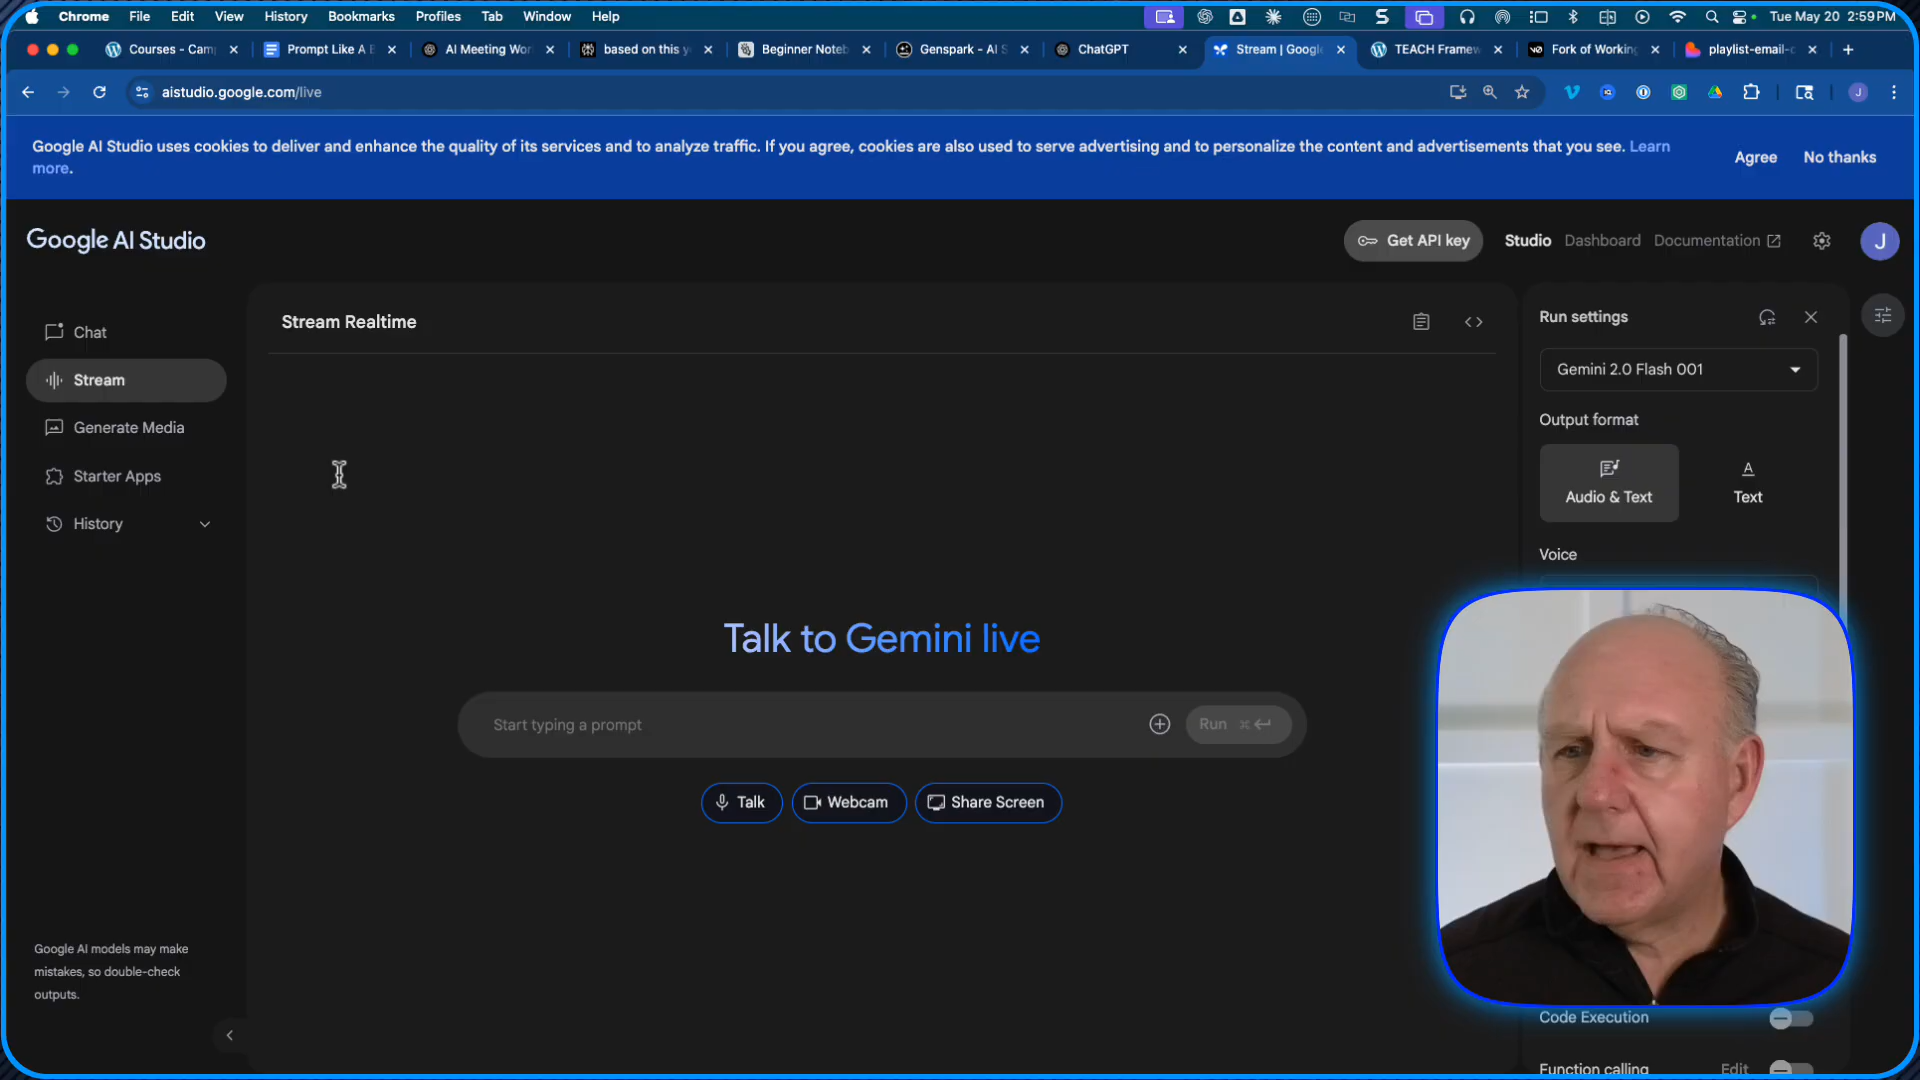 Chrome File Edit View History Bookmarks Profiles Tab Window Help Tue May 20 2:59 PM
Courses - Cam Prompt Like A B AI Meeting Wor based on this y Beginner Noteb Genspark - AI S ChatGPT Stream | Google TEACH Framew Fork of Working playlist-email-c
aistudio.google.com/live
Google AI Studio uses cookies to deliver and enhance the quality of its services and to analyze traffic. If you agree, cookies are also used to serve advertising and to personalize the content and advertisements that you see. Learn
more.
Agree No thanks
Google AI Studio
Get API key Studio Dashboard Documentation J
Chat
Stream
Generate Media
Starter Apps
History
Google AI models may make
mistakes, so double-check
outputs.
Stream Realtime
Talk to Gemini live
Start typing a prompt
Run ⌘
Talk Webcam Share Screen
Run settings
Gemini 2.0 Flash 001
Output format
Audio & Text Text
Voice
Code Execution
Function calling Edit